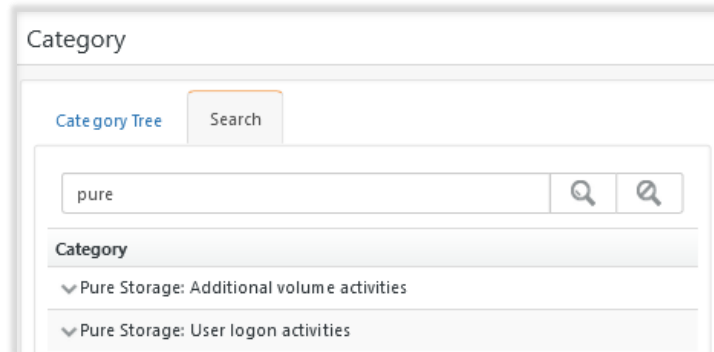 Category
Category Tree
Search
pure
Category
Pure Storage: Additional volume activities
Pure Storage: User logon activities